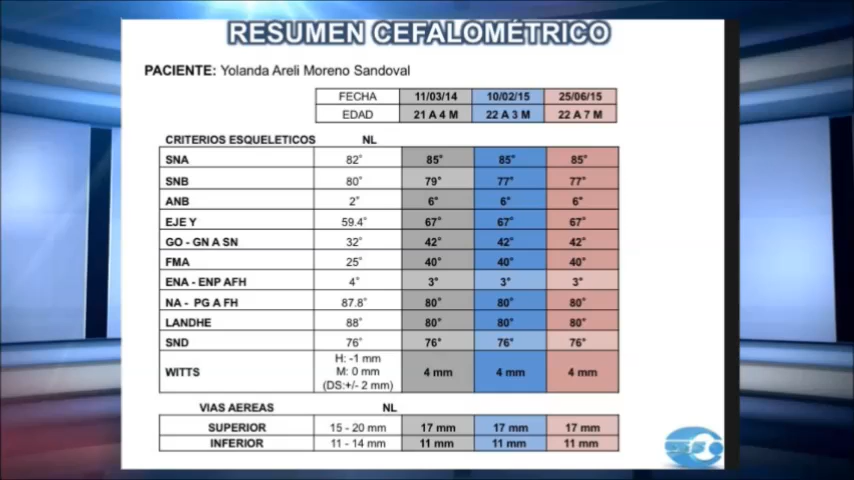 RESUMEN CEFALOMÉTRICO
PACIENTE: Yolanda Areli Moreno Sandoval
FECHA 11/03/14 10/02/15 25/06/15
EDAD 21 A 4 M 22 A 3 M 22 A 7 M
CRITERIOS ESQUELETICOS NL
SNA 82° 85° 85° 85°
SNB 80° 79° 77° 77°
ANB 2° 6° 6° 6°
EJE Y 59.4° 67° 67° 67°
GO - GN A SN 32° 42° 42° 42°
FMA 25° 40° 40° 40°
ENA - ENP AFH 4° 3° 3° 3°
NA - PG A FH 87.8° 80° 80° 80°
LANDHE 88° 80° 80° 80°
SND 76° 76° 76° 76°
WITTS H: -1 mm M: 0 mm (DS:+/- 2 mm) 4 mm 4 mm 4 mm
VIAS AEREAS NL
SUPERIOR 15 - 20 mm 17 mm 17 mm 17 mm
INFERIOR 11 - 14 mm 11 mm 11 mm 11 mm